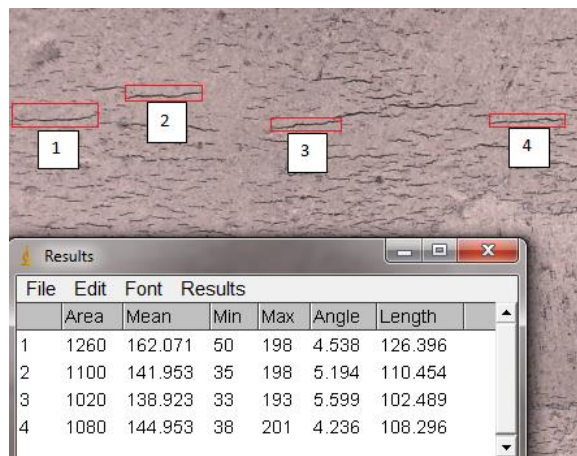 2
1
3
4
Results
File Edit Font Results
Area Mean Min Max Angle Length
1 1260 162.071 50 198 4.538 126.396
2 1100 141.953 35 198 5.194 110.454
3 1020 138.923 33 193 5.599 102.489
4 1080 144.953 38 201 4.236 108.296